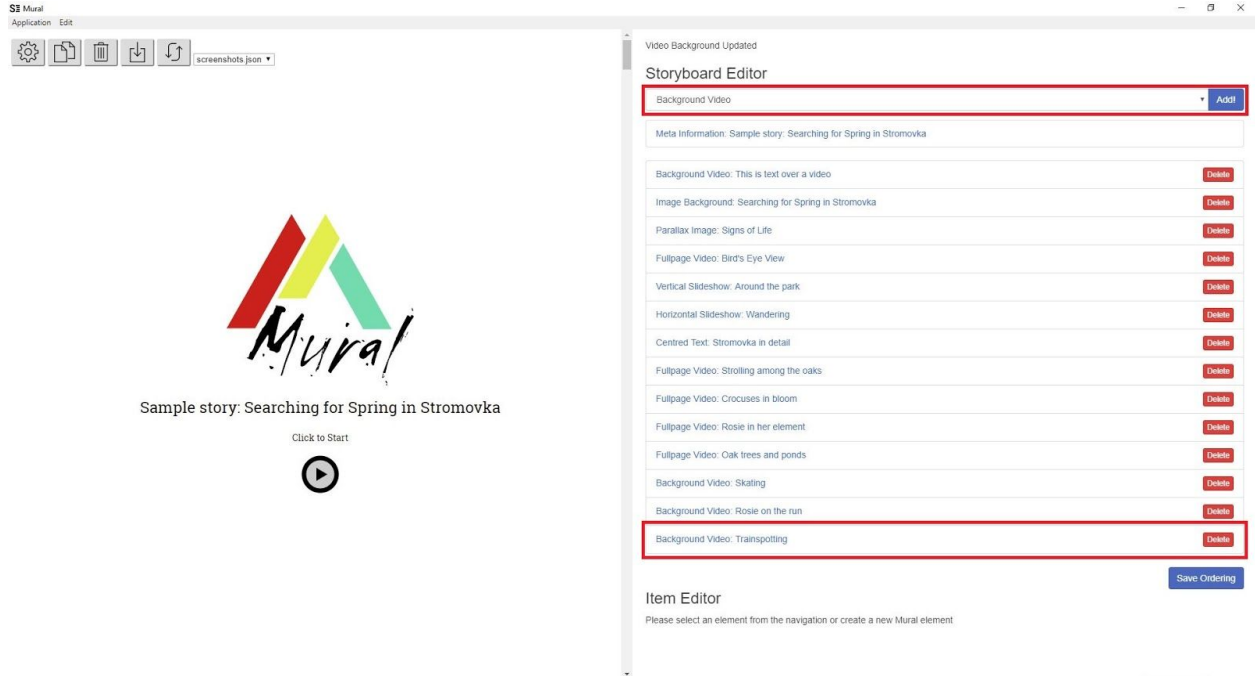 SE Mural
Application Edit
screenshots.json
Mural
Sample story: Searching for Spring in Stromovka
Click to Start
Video Background Updated
Storyboard Editor
Background Video
Add!
Meta Information: Sample story: Searching for Spring in Stromovka
Background Video: This is text over a video Delete
Image Background: Searching for Spring in Stromovka Delete
Parallax Image: Signs of Life Delete
Fullpage Video: Bird's Eye View Delete
Vertical Slideshow: Around the park Delete
Horizontal Slideshow: Wandering Delete
Centred Text: Stromovka in detail Delete
Fullpage Video: Strolling among the oaks Delete
Fullpage Video: Crocuses in bloom Delete
Fullpage Video: Rosie in her element Delete
Fullpage Video: Oak trees and ponds Delete
Background Video: Skating Delete
Background Video: Rosie on the run Delete
Background Video: Trainspotting Delete
Save Ordering
Item Editor
Please select an element from the navigation or create a new Mural element